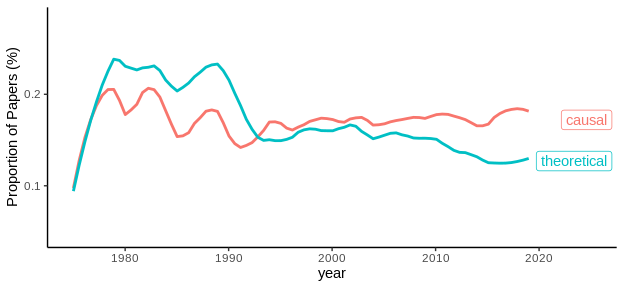 Proportion of Papers (%)
0.2
0.1
causal
theoretical
1980 1990 2000 2010 2020
year